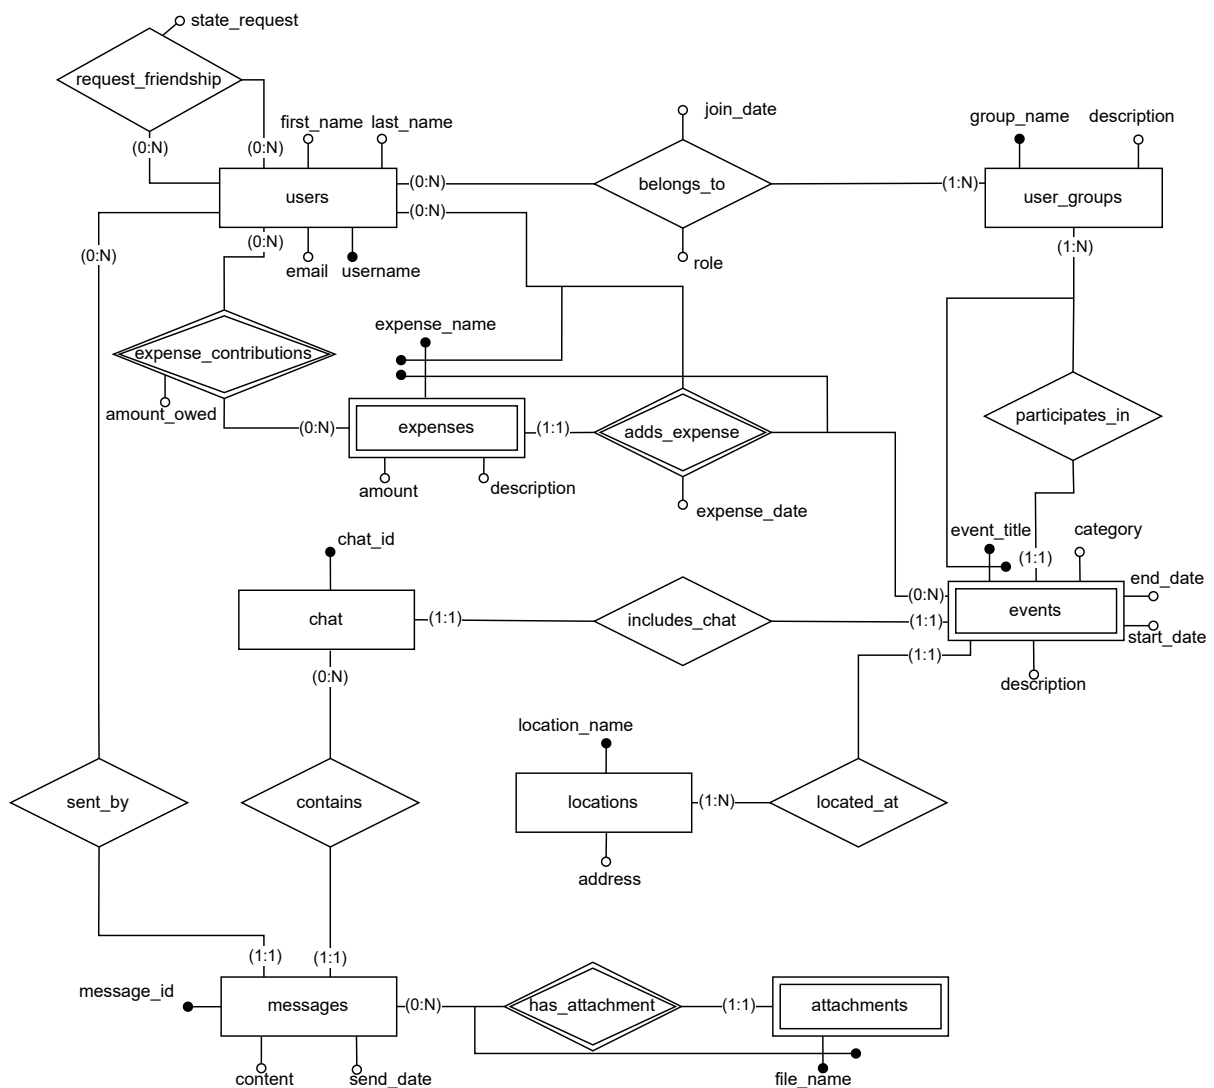 state_request
request_friendship
first_name
last_name
join_date
group_name
description
(0:N)
(0:N)
users
(0:N)
belongs_to
(1:N)
user_groups
(0:N)
(0:N)
(0:N)
email
username
role
(1:N)
expense_name
expense_contributions
amount_owed
(0:N)
expenses
(1:1)
adds_expense
participates_in
amount
description
expense_date
event_title
category
chat_id
(1:1)
end_date
(0:N)
events
chat
(1:1)
includes_chat
(1:1)
start_date
(1:1)
description
(0:N)
location_name
sent_by
contains
locations
(1:N)
located_at
address
(1:1)
(1:1)
message_id
messages
(0:N)
has_attachment
(1:1)
attachments
content
send_date
file_name